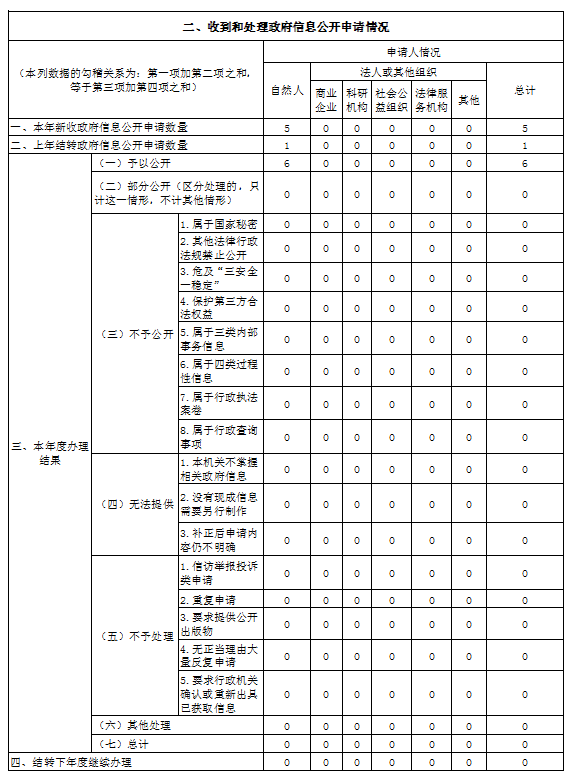 二、收到和处理政府信息公开申请情况
（本列数据的勾稽关系为：第一项加第二项之和，
等于第三项加第四项之和）
申请人情况
自然人
法人或其他组织
总计
商业
企业
科研
机构
社会公
益组织
法律服
务机构
其他
一、本年新收政府信息公开申请数量 5 0 0 0 0 0 5
二、上年结转政府信息公开申请数量 1 0 0 0 0 0 1
三、本年度办理
结果
（一）予以公开 6 0 0 0 0 0 6
（二）部分公开（区分处理的，只
计这一情形，不计其他情形） 0 0 0 0 0 0 0
（三）不予公开
1.属于国家秘密 0 0 0 0 0 0 0
2.其他法律行政
法规禁止公开 0 0 0 0 0 0 0
3.危及“三安全
一稳定” 0 0 0 0 0 0 0
4.保护第三方合
法权益 0 0 0 0 0 0 0
5.属于三类内部
事务信息 0 0 0 0 0 0 0
6.属于四类过程
性信息 0 0 0 0 0 0 0
7.属于行政执法
案卷 0 0 0 0 0 0 0
8.属于行政查询
事项 0 0 0 0 0 0 0
（四）无法提供
1.本机关不掌握
相关政府信息 0 0 0 0 0 0 0
2.没有现成信息
需要另行制作 0 0 0 0 0 0 0
3.补正后申请内
容仍不明确 0 0 0 0 0 0 0
（五）不予处理
1.信访举报投诉
类申请 0 0 0 0 0 0 0
2.重复申请 0 0 0 0 0 0 0
3.要求提供公开
出版物 0 0 0 0 0 0 0
4.无正当理由大
量反复申请 0 0 0 0 0 0 0
5.要求行政机关
确认或重新出具
已获取信息 0 0 0 0 0 0 0
（六）其他处理 0 0 0 0 0 0 0
（七）总计 0 0 0 0 0 0 0
四、结转下年度继续办理 0 0 0 0 0 0 0